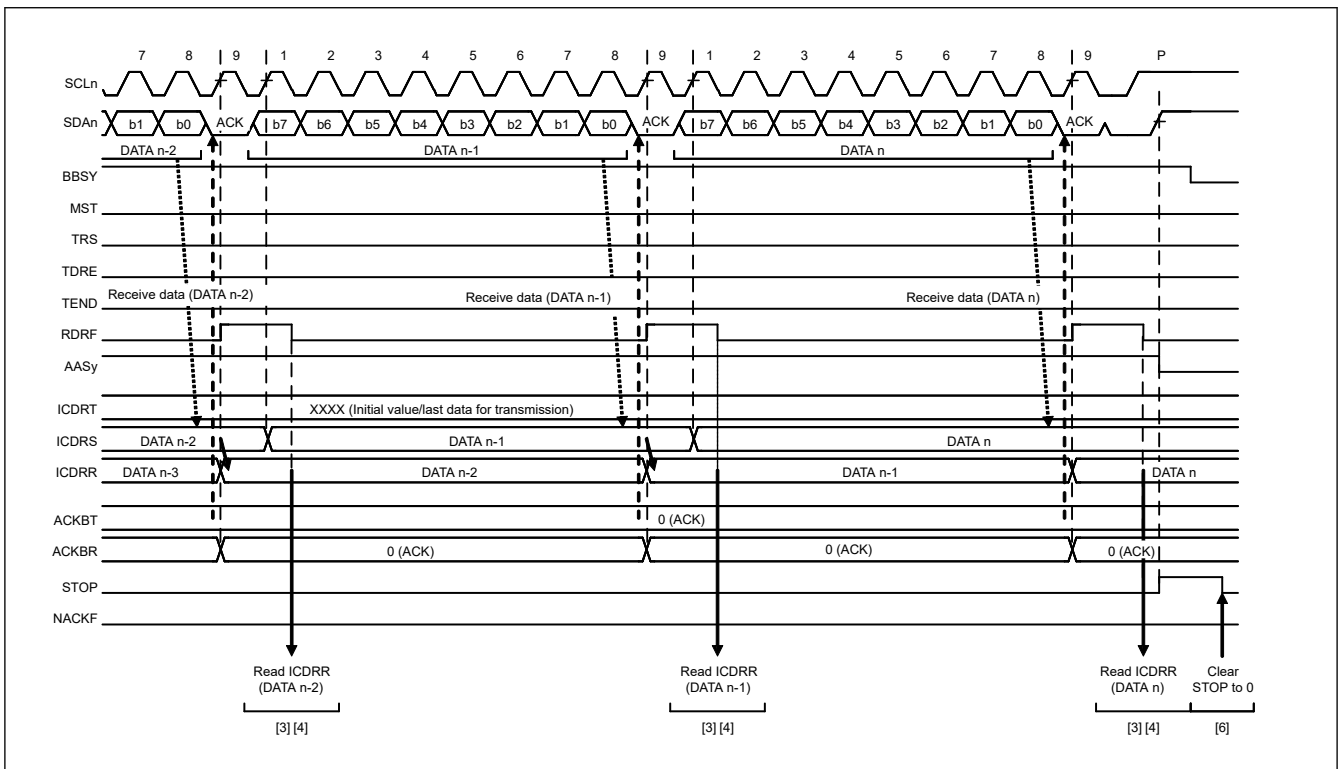 7 8 9 1 2 3 4 5 6 7 8 9 1 2 3 4 5 6 7 8 9 P
SCLn
SDAn b1 b0 ACK b7 b6 b5 b4 b3 b2 b1 b0 ACK b7 b6 b5 b4 b3 b2 b1 b0 ACK
DATA n-2 DATA n-1 DATA n
BBSY
MST
TRS
TDRE
Receive data (DATA n-2) Receive data (DATA n-1) Receive data (DATA n)
TEND
RDRF
AASy
ICDRT XXXX (Initial value/last data for transmission)
ICDRS DATA n-2 DATA n-1 DATA n
ICDRR DATA n-3 DATA n-2 DATA n-1 DATA n
ACKBT 0 (ACK)
ACKBR 0 (ACK) 0 (ACK) 0 (ACK)
STOP
NACKF
Read ICDRR Read ICDRR Read ICDRR Clear
(DATA n-2) (DATA n-1) (DATA n) STOP to 0
[3] [4] [3] [4] [3] [4] [6]